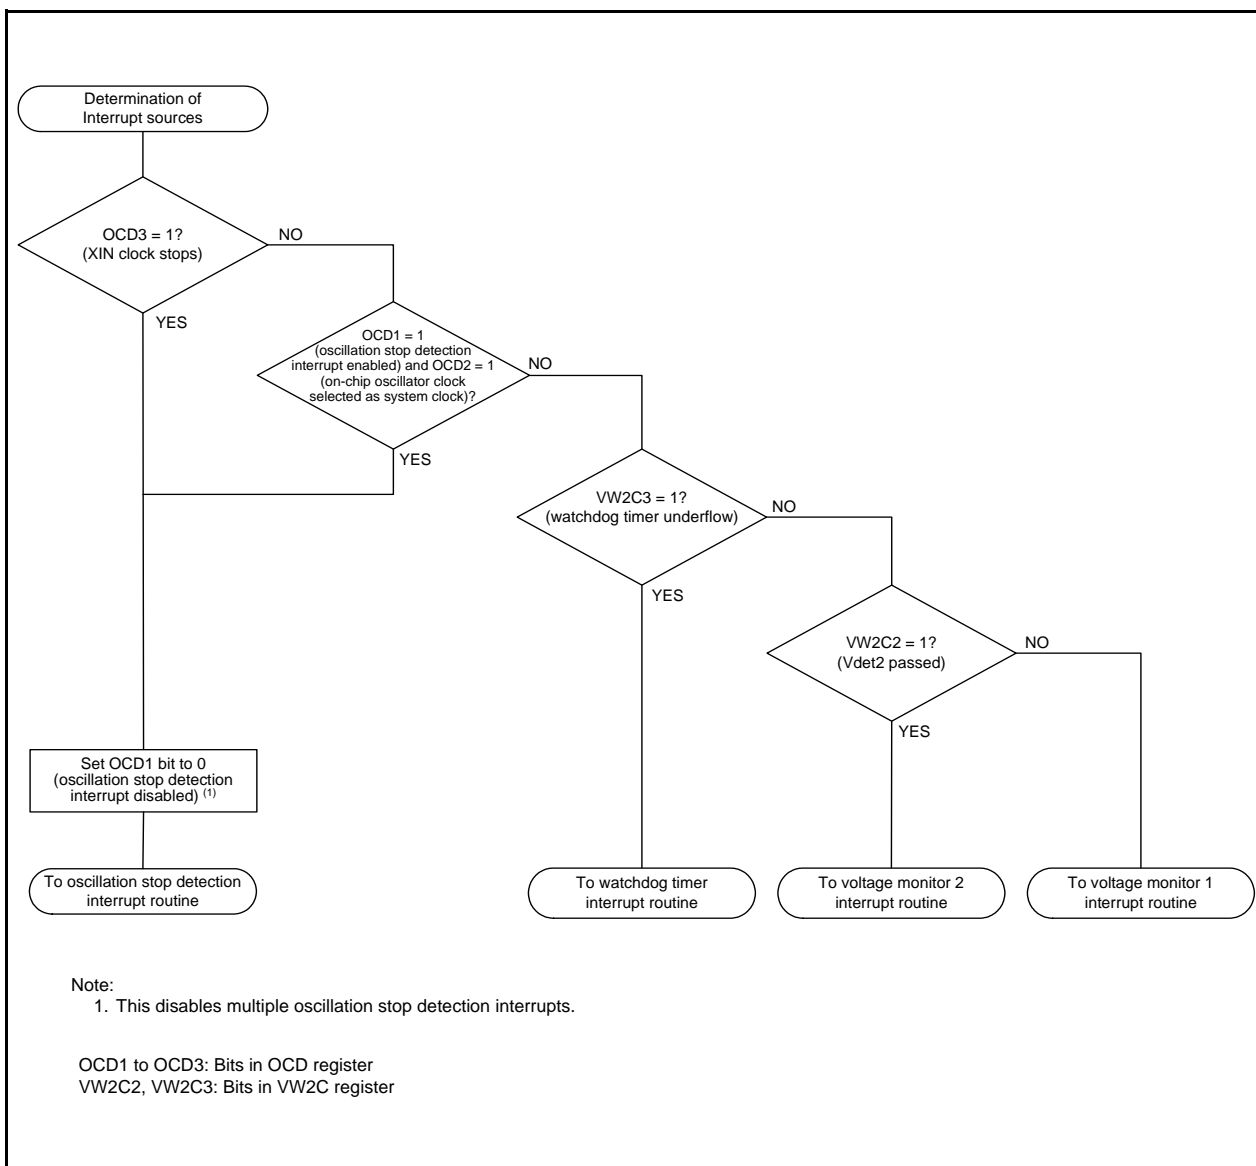 Determination of
Interrupt sources
OCD3 = 1?
(XIN clock stops)
NO
YES
OCD1 = 1
(oscillation stop detection
interrupt enabled) and OCD2 = 1
(on-chip oscillator clock
selected as system clock)?
NO
YES
VW2C3 = 1?
(watchdog timer underflow)
NO
YES
VW2C2 = 1?
(Vdet2 passed)
NO
YES
Set OCD1 bit to 0
(oscillation stop detection
interrupt disabled) (1)
To oscillation stop detection
interrupt routine
To watchdog timer
interrupt routine
To voltage monitor 2
interrupt routine
To voltage monitor 1
interrupt routine
Note:
1. This disables multiple oscillation stop detection interrupts.
OCD1 to OCD3: Bits in OCD register
VW2C2, VW2C3: Bits in VW2C register